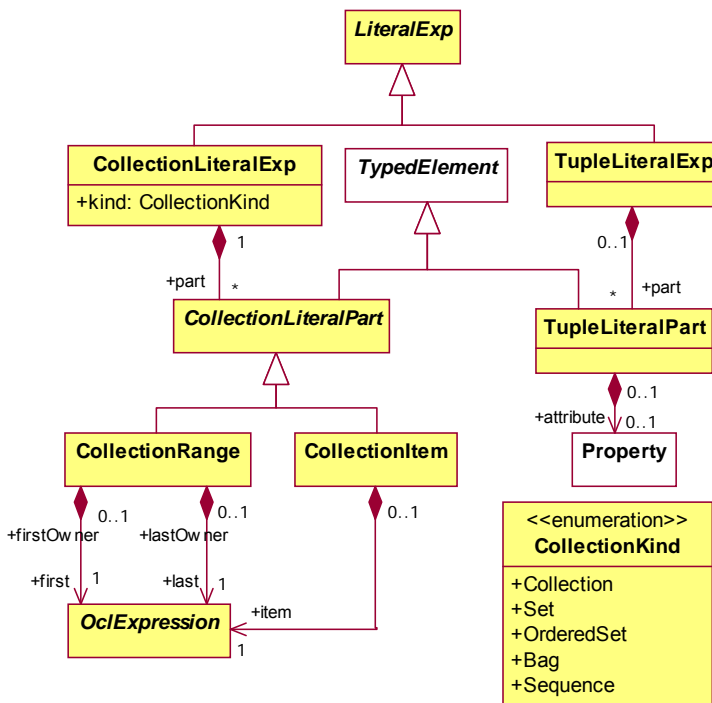 LiteralExp
CollectionLiteralExp
+kind: CollectionKind
TypedElement
TupleLiteralExp
1
+part
*
0..1
+part
*
CollectionLiteralPart
TupleLiteralPart
0..1
+attribute
0..1
CollectionRange
CollectionItem
Property
0..1
+firstOwner
0..1
+lastOwner
0..1
+first
1
+last
1
OclExpression
+item
1
<<enumeration>>
CollectionKind
+Collection
+Set
+OrderedSet
+Bag
+Sequence